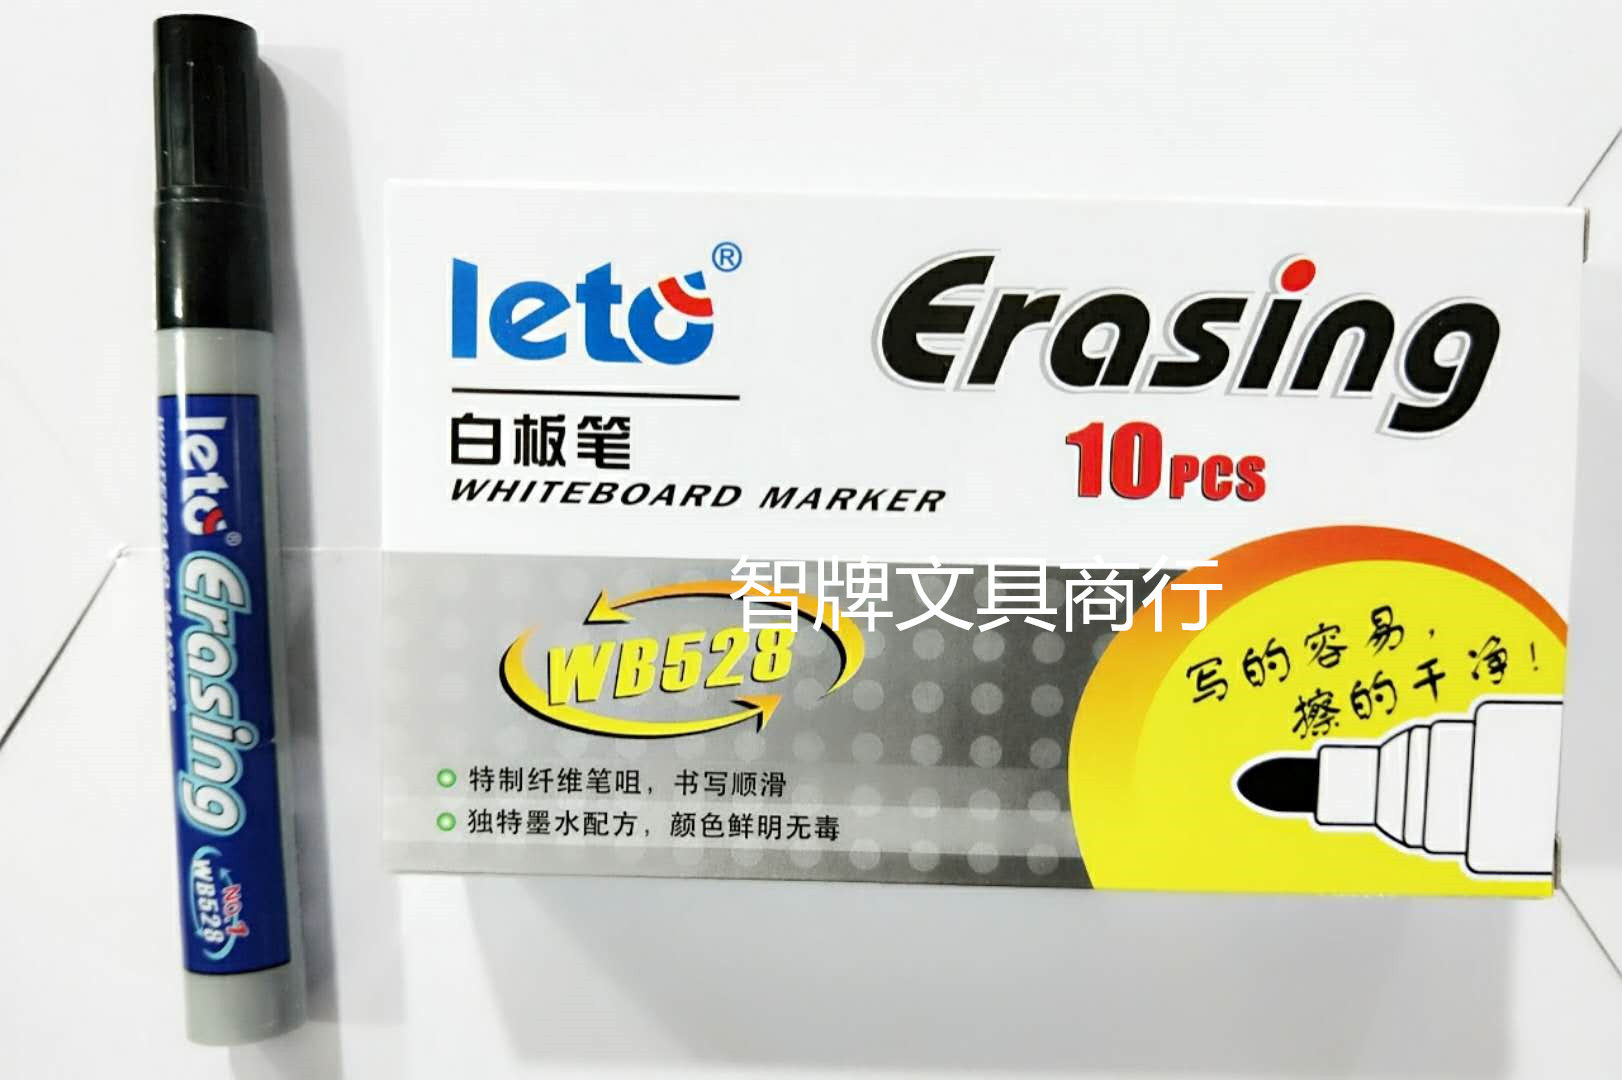 leto®
Erasing
白板笔
WHITEBOARD MARKER
10PCS
智牌文具商行
WB528
写的容易，
擦的干净！
特制纤维笔咀，书写顺滑
独特墨水配方，颜色鲜明无毒
leto®
WHITEBOARD MARKER
Erasing
NO.1
WB528